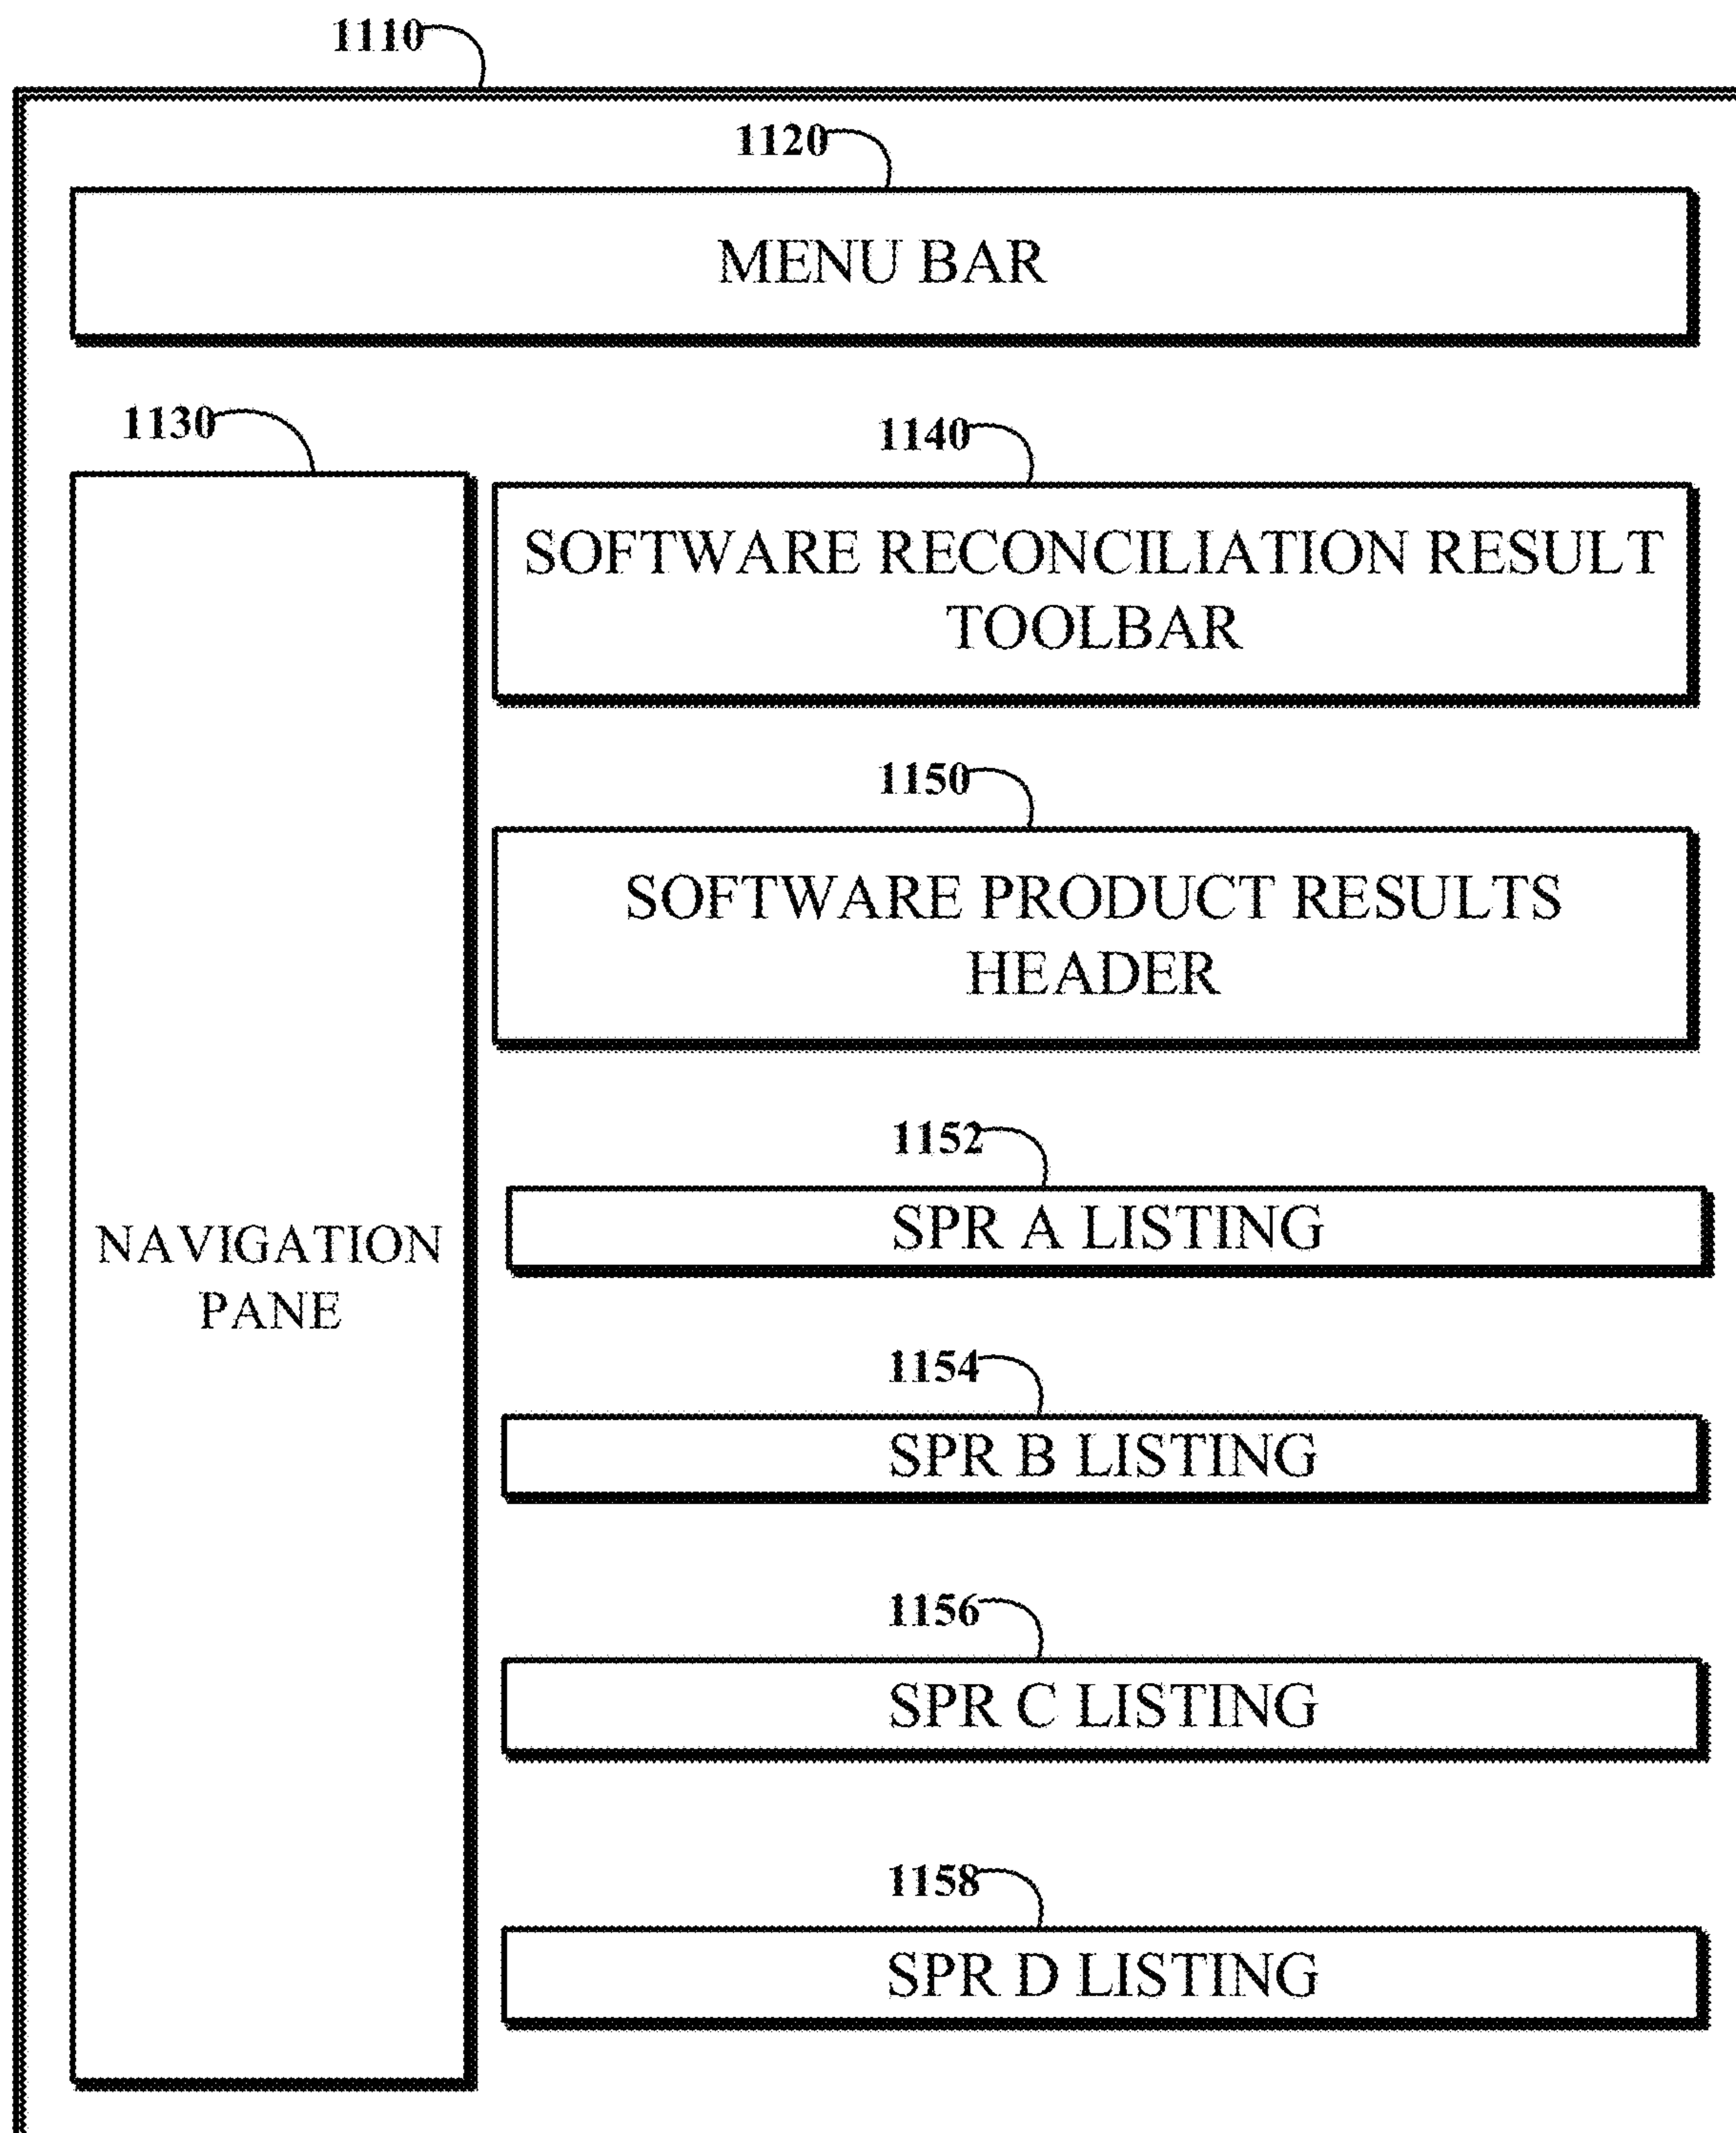 1110
1120
MENU BAR
1130
NAVIGATION
PANE
1140
SOFTWARE RECONCILIATION RESULT
TOOLBAR
1150
SOFTWARE PRODUCT RESULTS
HEADER
1152
SPR A LISTING
1154
SPR B LISTING
1156
SPR C LISTING
1158
SPR D LISTING